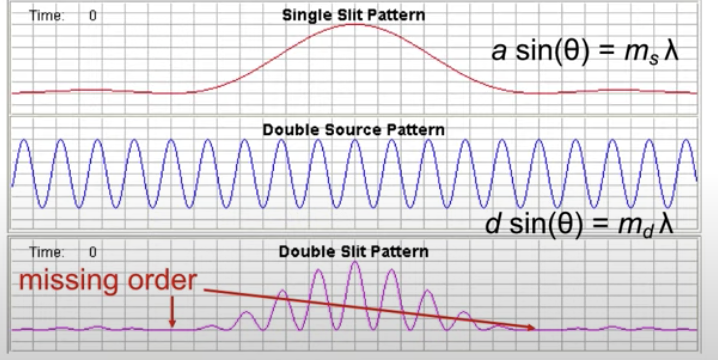 Time: 0
Single Slit Pattern
a sin(θ) = mₛ λ
Double Source Pattern
d sin(θ) = m_d λ
Time: 0
Double Slit Pattern
missing order